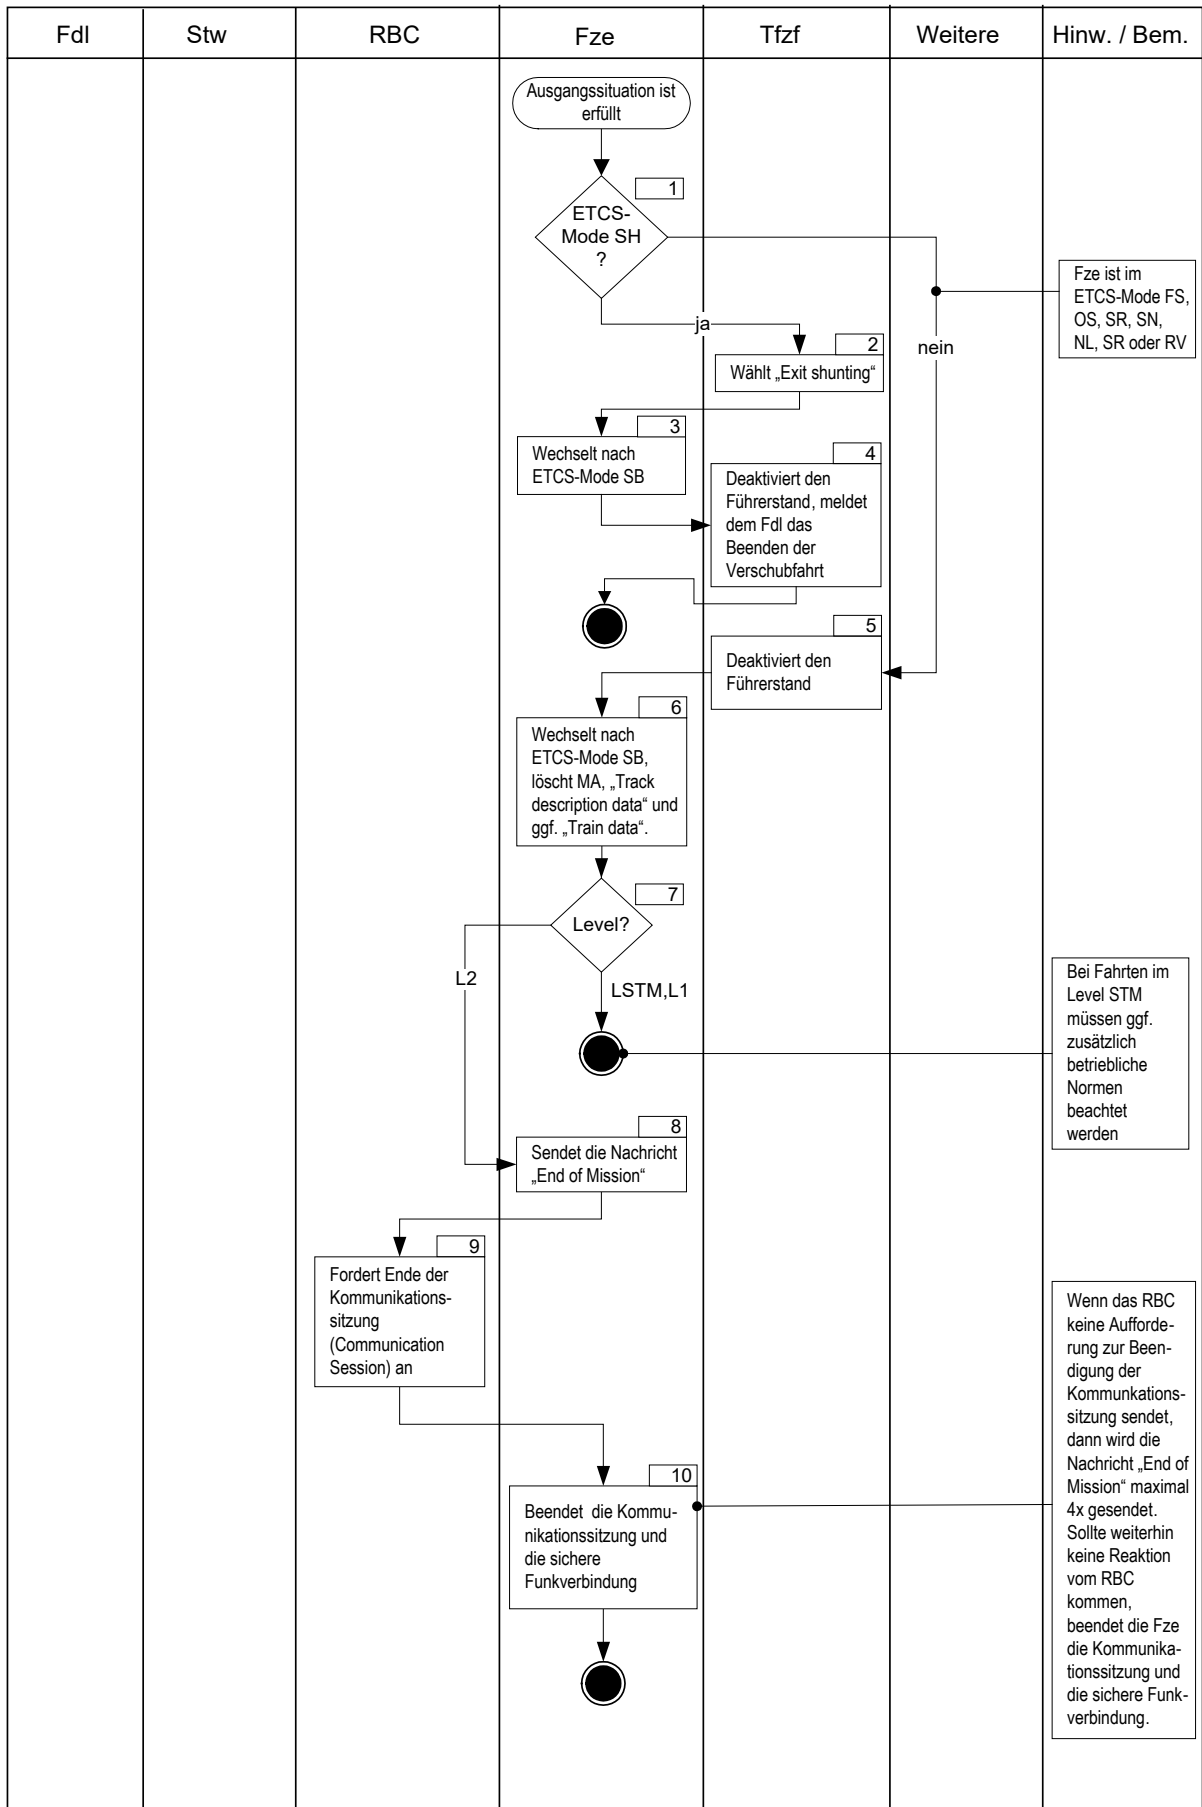 Fdl
Stw
RBC
Fze
Tfzf
Weitere
Hinw. / Bem.
Ausgangssituation ist
erfüllt
1
ETCS-
Mode SH
?
Fze ist im
ETCS-Mode FS,
OS, SR, SN,
NL, SR oder RV
ja
nein
2
Wählt „Exit shunting“
3
Wechselt nach
ETCS-Mode SB
4
Deaktiviert den
Führerstand, meldet
dem Fdl das
Beenden der
Verschubfahrt
5
Deaktiviert den
Führerstand
6
Wechselt nach
ETCS-Mode SB,
löscht MA, „Track
description data“ und
ggf. „Train data“.
7
Level?
L2
LSTM,L1
Bei Fahrten im
Level STM
müssen ggf.
zusätzlich
betriebliche
Normen
beachtet
werden
8
Sendet die Nachricht
„End of Mission“
9
Fordert Ende der
Kommunikations-
sitzung
(Communication
Session) an
10
Beendet  die Kommu-
nikationssitzung und
die sichere
Funkverbindung
Wenn das RBC
keine Aufforde-
rung zur Been-
digung der
Kommunkations-
sitzung sendet,
dann wird die
Nachricht „End of
Mission“ maximal
4x gesendet.
Sollte weiterhin
keine Reaktion
vom RBC
kommen,
beendet die Fze
die Kommunika-
tionssitzung und
die sichere Funk-
verbindung.